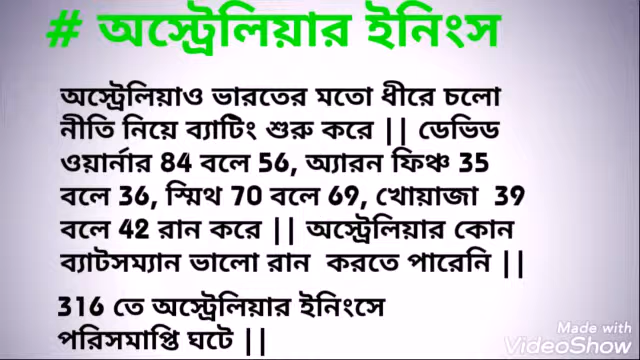 # অস্ট্রেলিয়ার ইনিংস
অস্ট্রেলিয়াও ভারতের মতো ধীরে চলো
নীতি নিয়ে ব্যাটিং শুরু করে || ডেভিড
ওয়ার্নার 84 বলে 56, অ্যারন ফিঞ্চ 35
বলে 36, স্মিথ 70 বলে 69, খোয়াজা 39
বলে 42 রান করে || অস্ট্রেলিয়ার কোন
ব্যাটসম্যান ভালো রান করতে পারেনি ||
316 তে অস্ট্রেলিয়ার ইনিংসে
পরিসমাপ্তি ঘটে ||
Made with
VideoShow